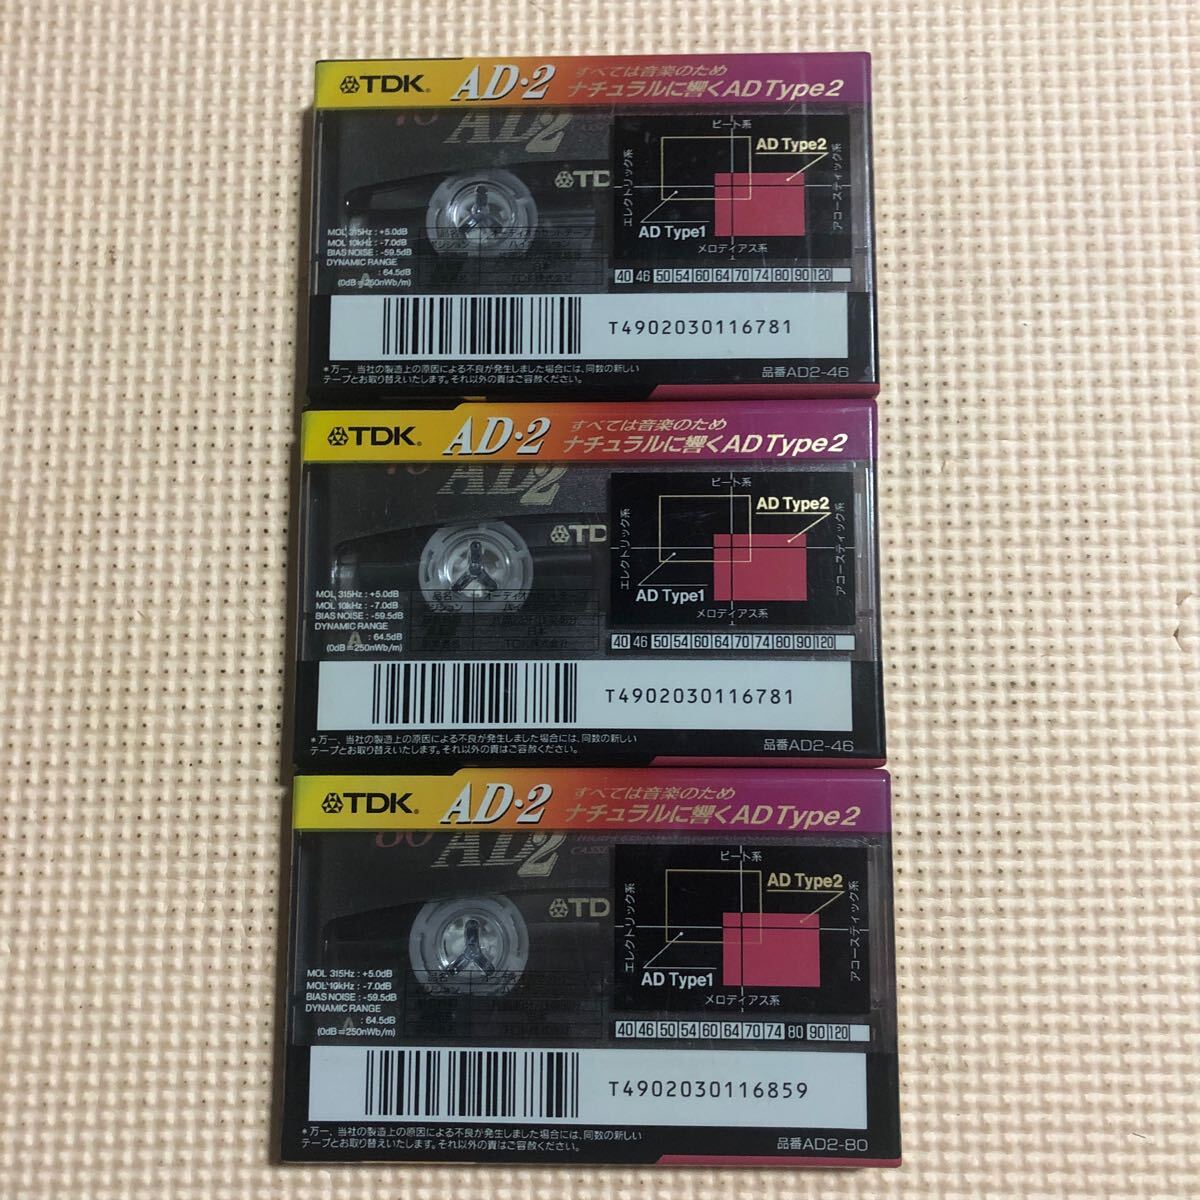 TDK. AD·2 すべては音楽のため
ナチュラルに響くAD Type2
AD2
TDK
ビート系
AD Type2
エレクトリック系
アコースティック系
AD Type1
メロディアス系
MOL 315Hz : +5.0dB
MOL 10kHz : -7.0dB
BIAS NOISE : -59.5dB
DYNAMIC RANGE
: 64.5dB
(0dB=250nWb/m)
A
40 46 50 54 60 64 70 74 80 90 120
T4902030116781
*万一、当社の製造上の原因による不良が発生しました場合には、同数の新しい
テープとお取り替えいたします。それ以外の責はご容赦ください。
品番AD2-46
TDK. AD·2 すべては音楽のため
ナチュラルに響くAD Type2
AD2
TD
ビート系
AD Type2
エレクトリック系
アコースティック系
AD Type1
メロディアス系
MOL 315Hz : +5.0dB
MOL 10kHz : -7.0dB
BIAS NOISE : -59.5dB
DYNAMIC RANGE
: 64.5dB
(0dB=250nWb/m)
A
40 46 50 54 60 64 70 74 80 90 120
T4902030116781
*万一、当社の製造上の原因による不良が発生しました場合には、同数の新しい
テープとお取り替えいたします。それ以外の責はご容赦ください。
品番AD2-46
TDK. AD·2 すべては音楽のため
ナチュラルに響くAD Type2
80 AD2
TD
ビート系
AD Type2
エレクトリック系
アコースティック系
AD Type1
メロディアス系
MOL 315Hz : +5.0dB
MOL 10kHz : -7.0dB
BIAS NOISE : -59.5dB
DYNAMIC RANGE
: 64.5dB
(0dB=250nWb/m)
A
40 46 50 54 60 64 70 74 80 90 120
T4902030116859
*万一、当社の製造上の原因による不良が発生しました場合には、同数の新しい
テープとお取り替えいたします。それ以外の責はご容赦ください。
品番AD2-80